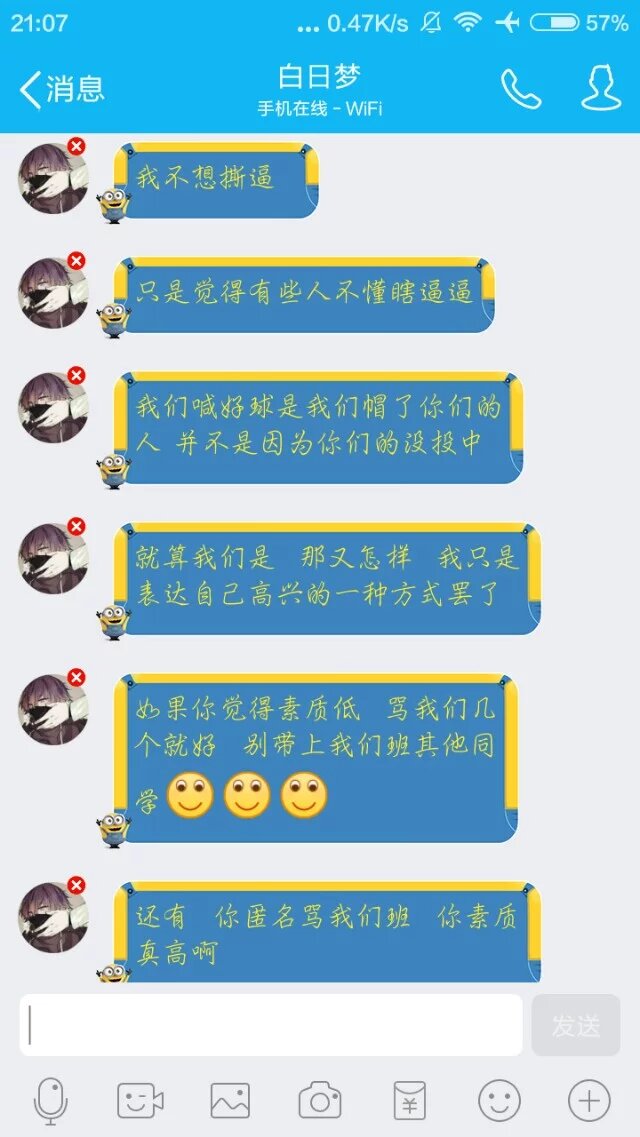 21:07
... 0.47K/s
57%
消息
白日梦
手机在线 - WiFi
我不想撕逼
只是觉得有些人不懂瞎逼逼
我们喊好球是我们帽了你们的
人 并不是因为你们的没投中
就算我们是 那又怎样 我只是
表达自己高兴的一种方式罢了
如果你觉得素质低 骂我们几
个就好 别带上我们班其他同
学
还有 你匿名骂我们班 你素质
真高啊
发送